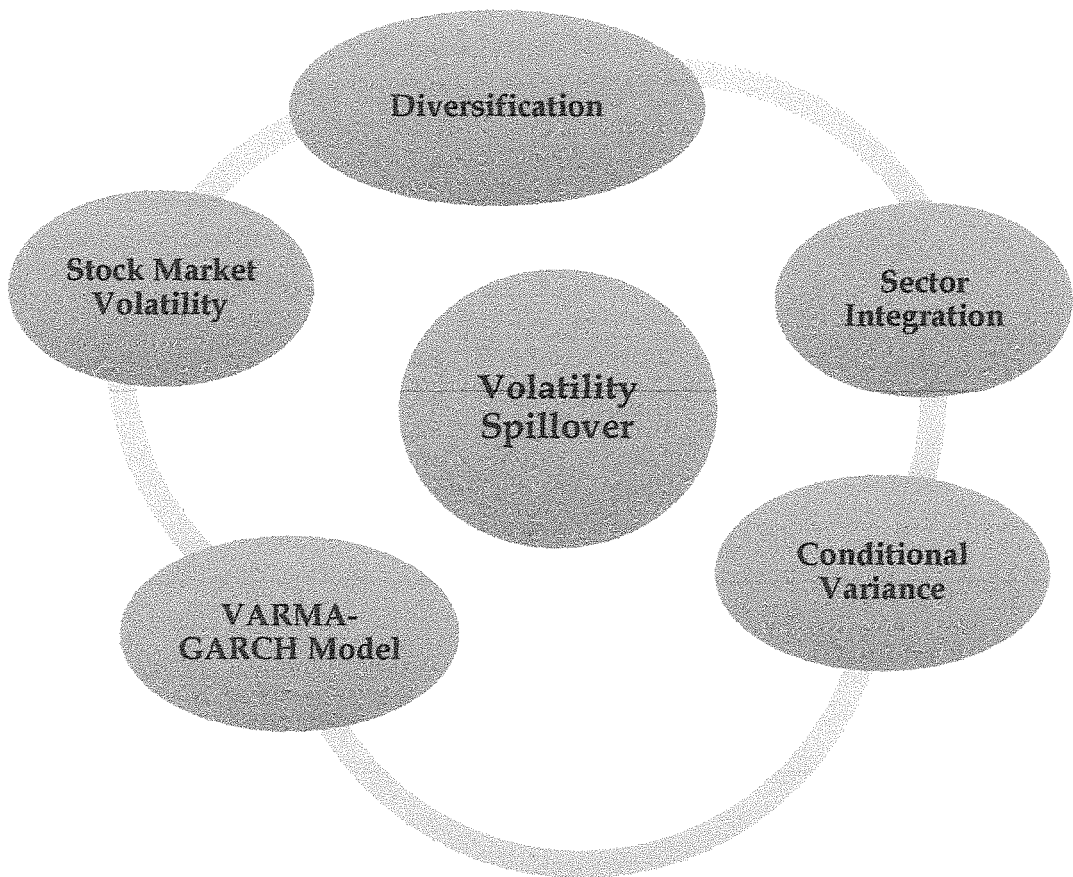 Diversification
Stock Market
Volatility
Sector
Integration
Volatility
Spillover
Conditional
Variance
VARMA-
GARCH Model